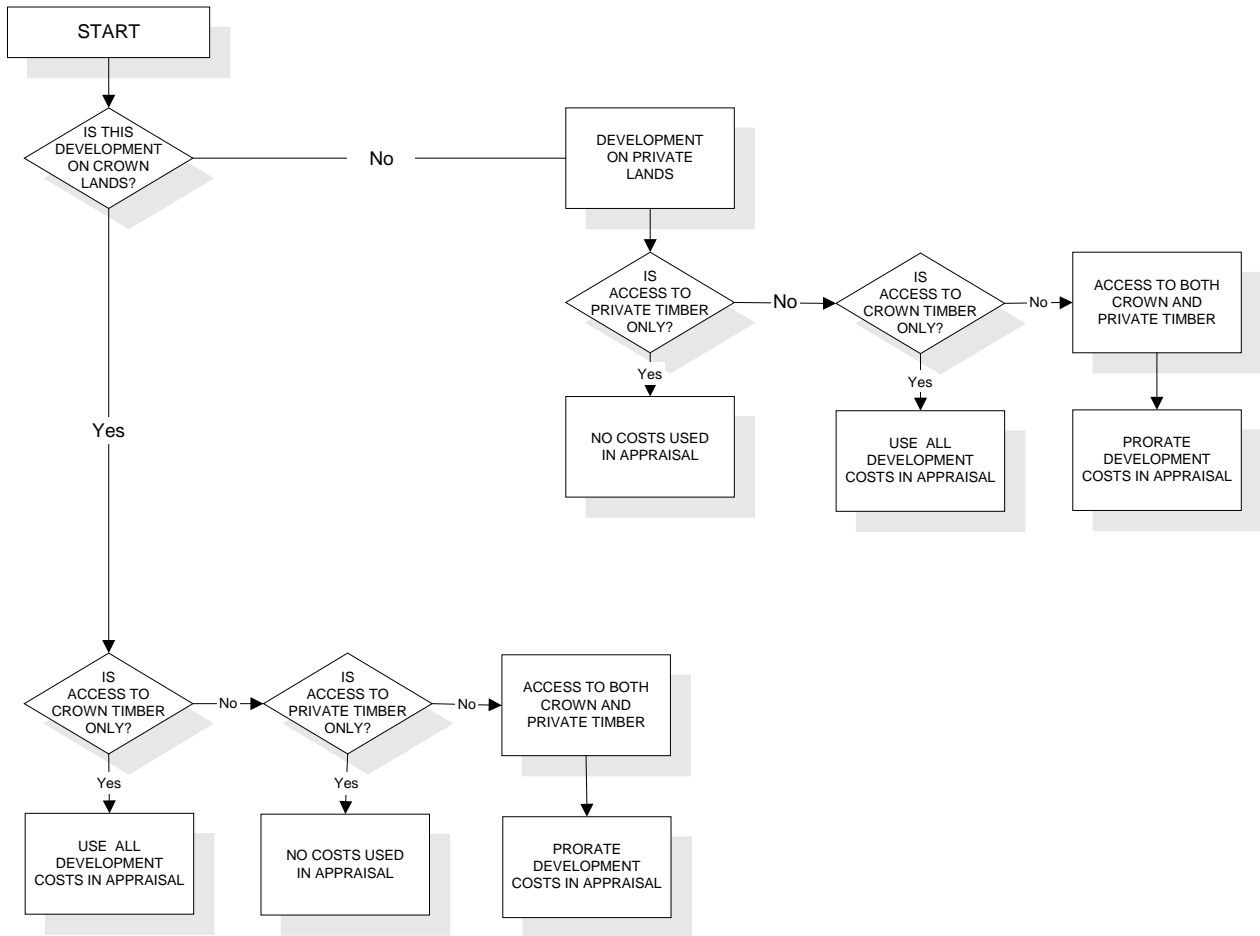 START
IS THIS
DEVELOPMENT
ON CROWN
LANDS?
No
DEVELOPMENT
ON PRIVATE
LANDS
IS
ACCESS TO
PRIVATE TIMBER
ONLY?
No
IS
ACCESS TO
CROWN TIMBER
ONLY?
No
ACCESS TO BOTH
CROWN AND
PRIVATE TIMBER
Yes
NO COSTS USED
IN APPRAISAL
Yes
USE ALL
DEVELOPMENT
COSTS IN APPRAISAL
PRORATE
DEVELOPMENT
COSTS IN APPRAISAL
Yes
IS
ACCESS TO
CROWN TIMBER
ONLY?
No
IS
ACCESS TO
PRIVATE TIMBER
ONLY?
No
ACCESS TO BOTH
CROWN AND
PRIVATE TIMBER
Yes
USE ALL
DEVELOPMENT
COSTS IN APPRAISAL
Yes
NO COSTS USED
IN APPRAISAL
PRORATE
DEVELOPMENT
COSTS IN APPRAISAL